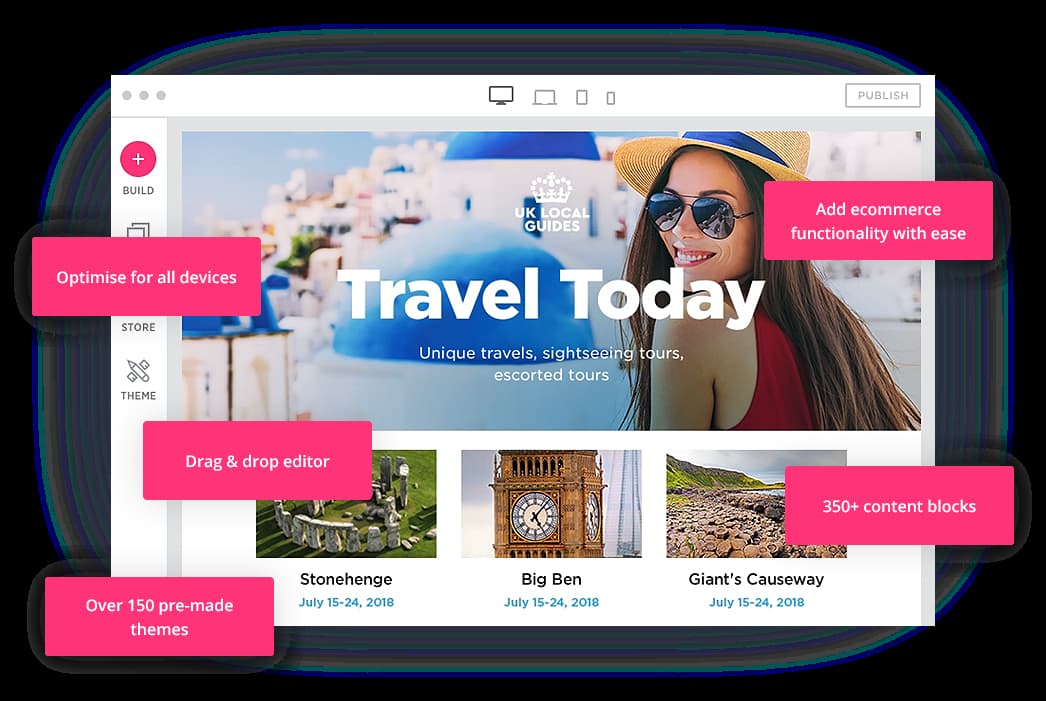 PUBLISH
BUILD
UK LOCAL
GUIDES
Add ecommerce
functionality with ease
Optimise for all devices
Travel Today
STORE
Unique travels, sightseeing tours,
escorted tours
THEME
Drag & drop editor
350+ content blocks
Stonehenge
Big Ben
Giant's Causeway
July 15-24, 2018
July 15-24, 2018
July 15-24, 2018
Over 150 pre-made
themes